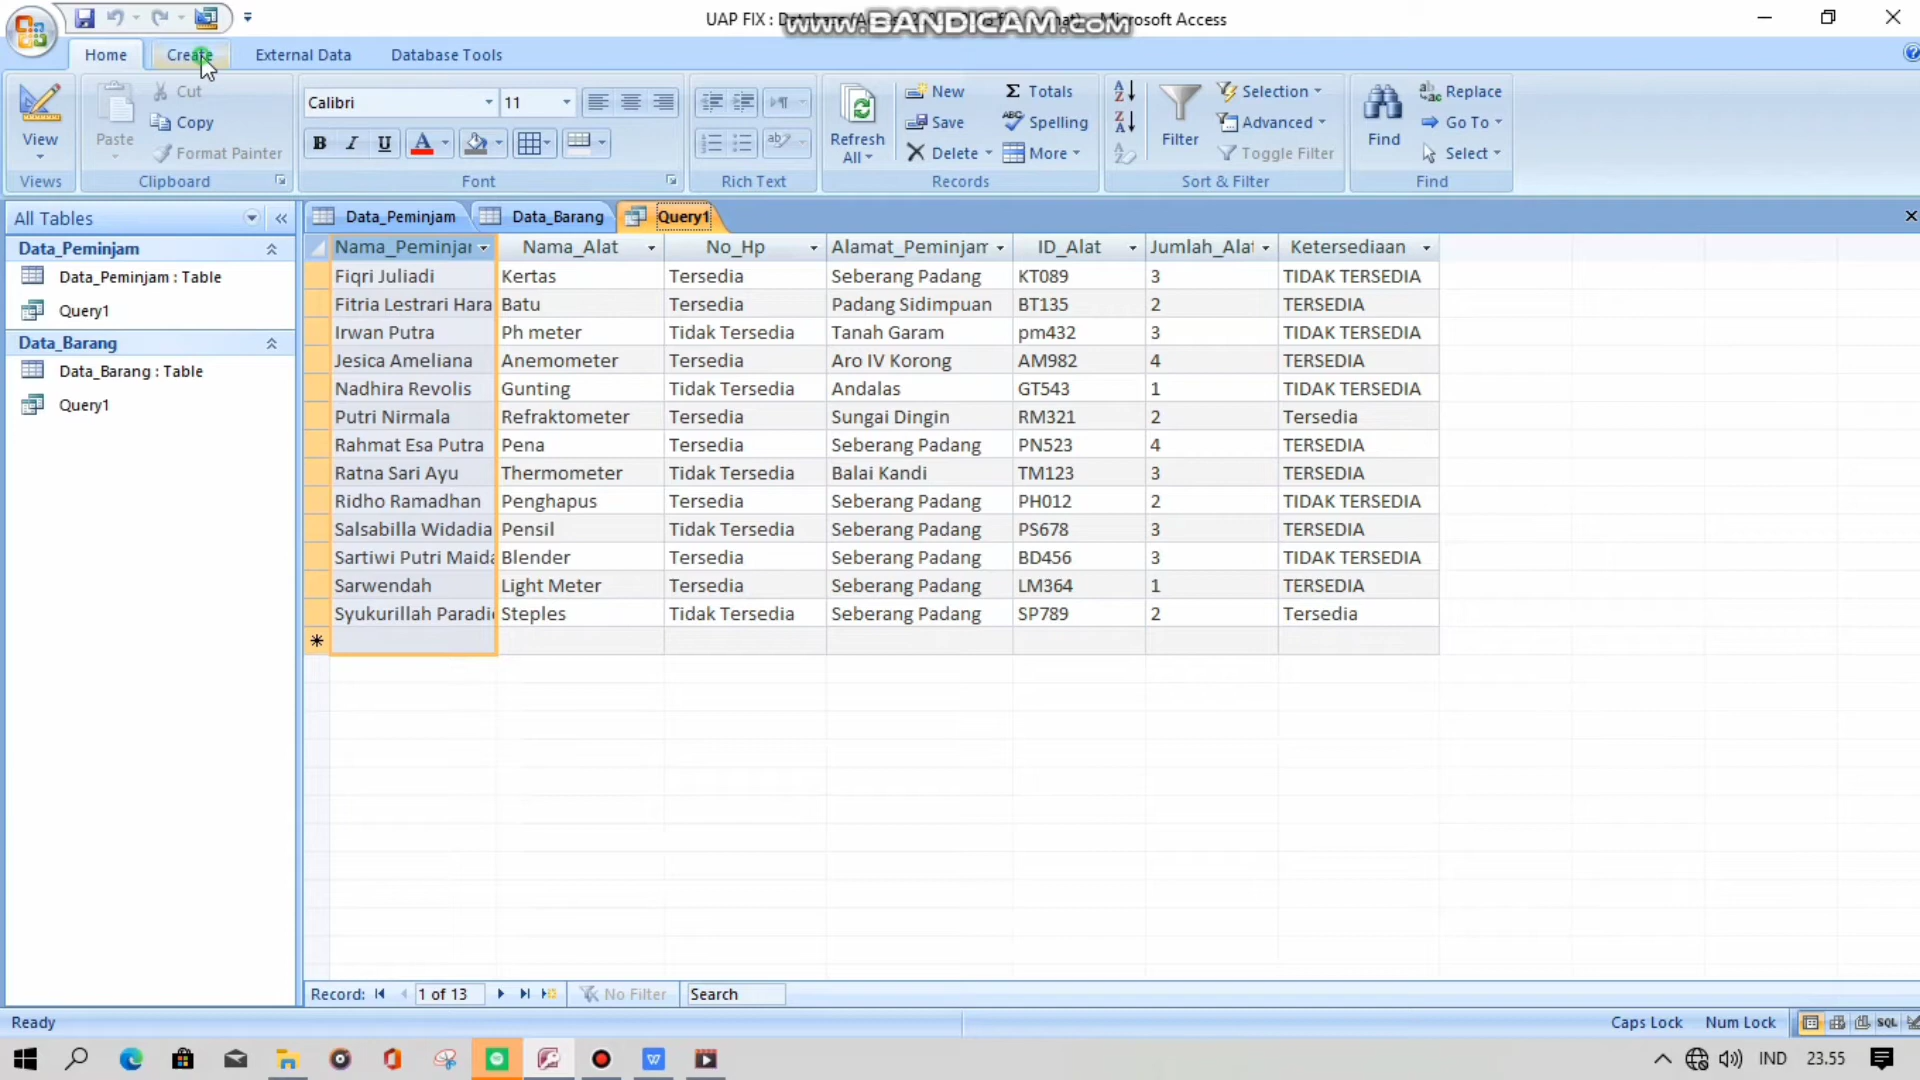 UAP FIX : Database (Access
Microsoft Access
www.BANDICAM.com
Home Create External Data Database Tools
View
Views
Paste
Cut
Copy
Format Painter
Clipboard
Calibri 11
B I U A
Font
ab
Rich Text
Refresh All
New
Save
Delete
Σ Totals
ABC Spelling
More
Records
A Z
Z A
Filter
Selection
Advanced
Toggle Filter
Sort & Filter
Find
Replace
Go To
Select
Find
All Tables
Data_Peminjam
Data_Peminjam : Table
Query1
Data_Barang
Data_Barang : Table
Query1
Data_Peminjam Data_Barang Query1
Nama_Peminjar Nama_Alat No_Hp Alamat_Peminjam ID_Alat Jumlah_Alat Ketersediaan
Fiqri Juliadi Kertas Tersedia Seberang Padang KT089 3 TIDAK TERSEDIA
Fitria Lestrari Hara Batu Tersedia Padang Sidimpuan BT135 2 TERSEDIA
Irwan Putra Ph meter Tidak Tersedia Tanah Garam pm432 3 TIDAK TERSEDIA
Jesica Ameliana Anemometer Tersedia Aro IV Korong AM982 4 TERSEDIA
Nadhira Revolis Gunting Tidak Tersedia Andalas GT543 1 TIDAK TERSEDIA
Putri Nirmala Refraktometer Tersedia Sungai Dingin RM321 2 Tersedia
Rahmat Esa Putra Pena Tersedia Seberang Padang PN523 4 TERSEDIA
Ratna Sari Ayu Thermometer Tidak Tersedia Balai Kandi TM123 3 TERSEDIA
Ridho Ramadhan Penghapus Tersedia Seberang Padang PH012 2 TIDAK TERSEDIA
Salsabilla Widadia Pensil Tidak Tersedia Seberang Padang PS678 3 TERSEDIA
Sartiwi Putri Maida Blender Tersedia Seberang Padang BD456 3 TIDAK TERSEDIA
Sarwendah Light Meter Tersedia Seberang Padang LM364 1 TERSEDIA
Syukurillah Paradi Steples Tidak Tersedia Seberang Padang SP789 2 Tersedia
Record: 1 of 13 No Filter Search
Ready Caps Lock Num Lock SQL
IND 23.55